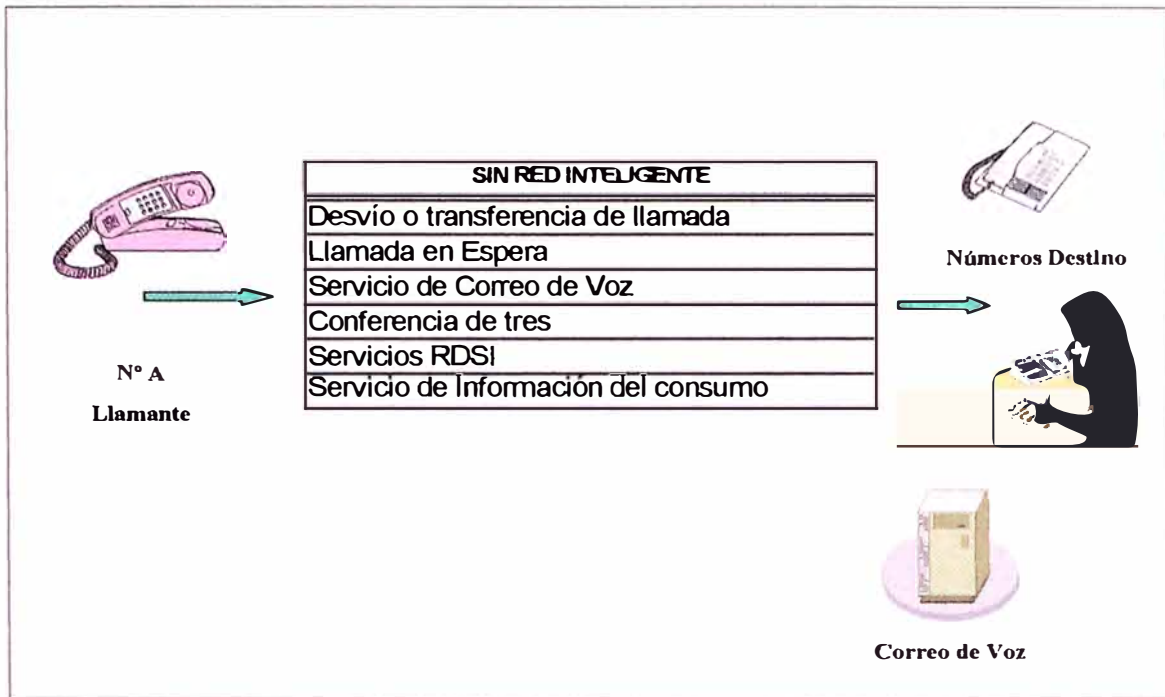 SIN RED INTELIGENTE
Desvío o transferencia de llamada
Llamada en Espera
Servicio de Correo de Voz
Conferencia de tres
Servicios RDSI
Servicio de Información del consumo
Nº A
Llamante
Números Destino
Correo de Voz